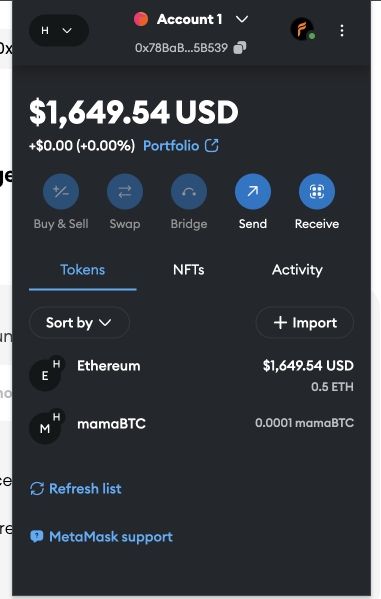 H
Account 1
0x78BaB...5B539
$1,649.54 USD
+$0.00 (+0.00%) Portfolio
Buy & Sell Swap Bridge Send Receive
Tokens NFTs Activity
Sort by + Import
E H Ethereum $1,649.54 USD
0.5 ETH
M H mamaBTC 0.0001 mamaBTC
Refresh list
MetaMask support